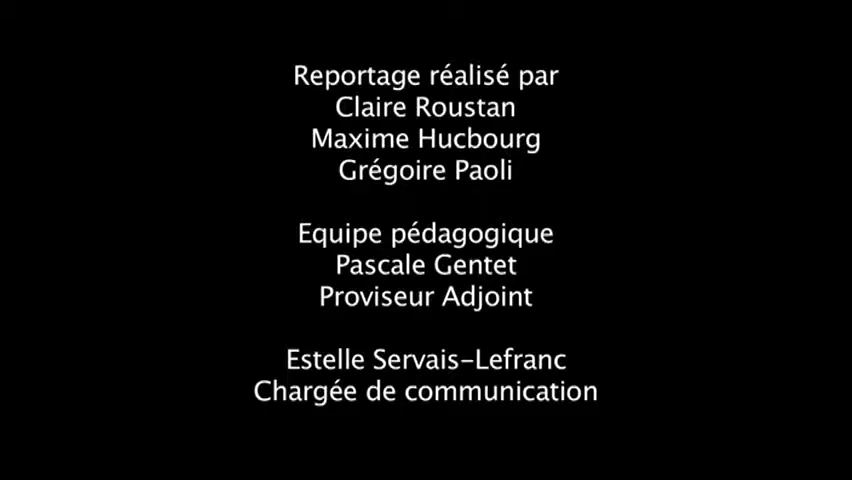 Reportage réalisé par
Claire Roustan
Maxime Hucbourg
Grégoire Paoli
Equipe pédagogique
Pascale Gentet
Proviseur Adjoint
Estelle Servais-Lefranc
Chargée de communication